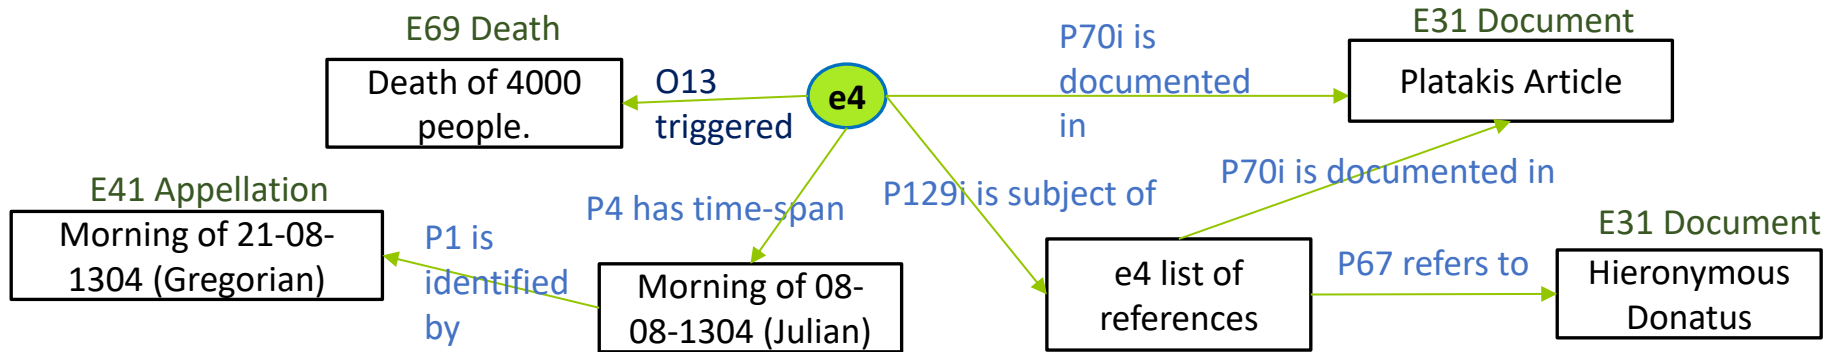 E69 Death
Death of 4000
people.
O13
triggered
e4
P70i is
documented
in
E31 Document
Platakis Article
E41 Appellation
Morning of 21-08-
1304 (Gregorian)
P1 is
identified
by
P4 has time-span
Morning of 08-
08-1304 (Julian)
P129i is subject of
P70i is documented in
e4 list of
references
P67 refers to
E31 Document
Hieronymous
Donatus